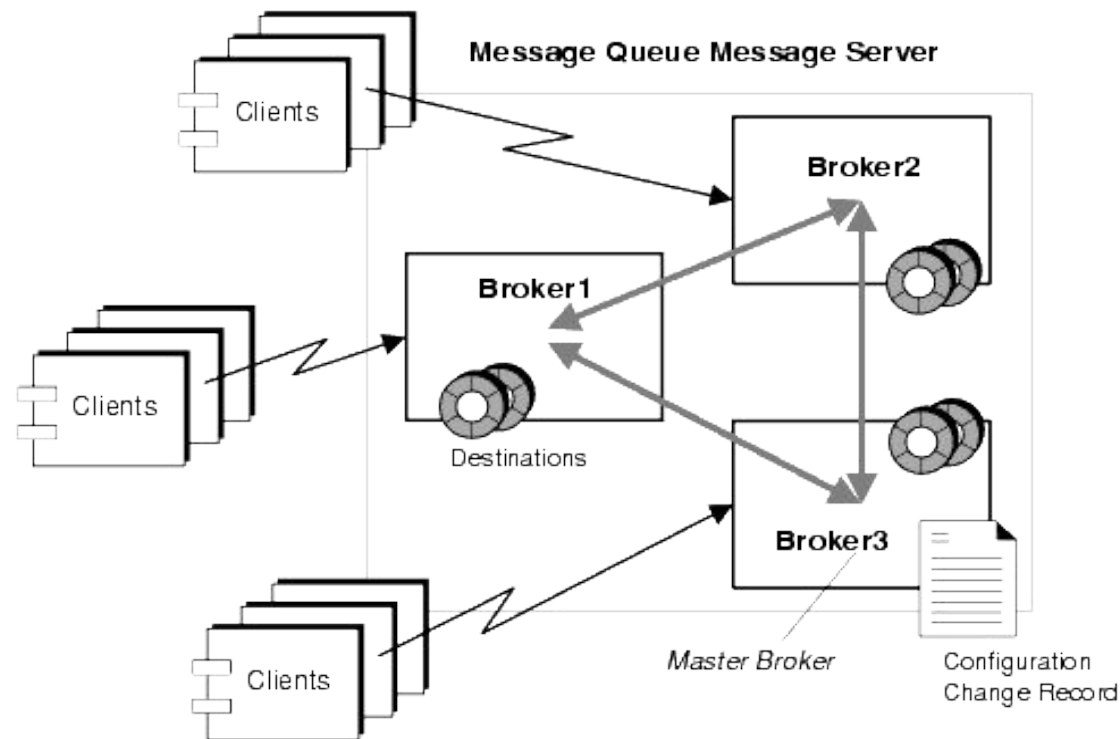 Message Queue Message Server
Clients
Broker2
Broker1
Clients
Destinations
Broker3
Master Broker
Clients
Configuration
Change Record